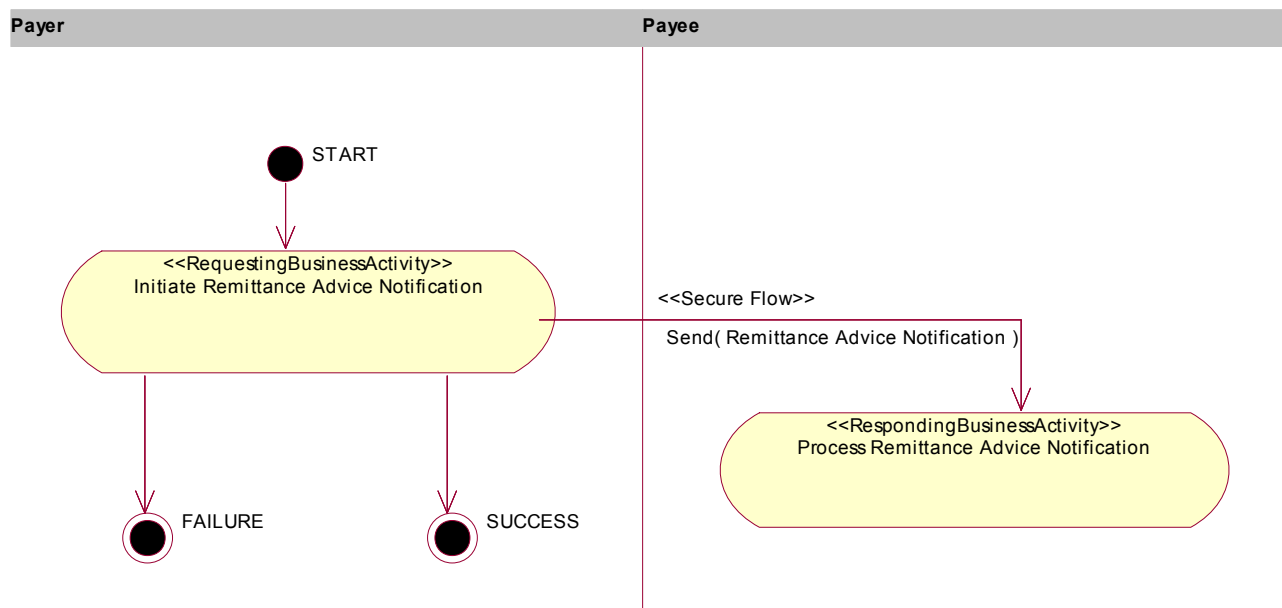 Payer
Payee
START
<<RequestingBusinessActivity>>
Initiate Remittance Advice Notification
<<Secure Flow>>
Send( Remittance Advice Notification )
<<RespondingBusinessActivity>>
Process Remittance Advice Notification
FAILURE
SUCCESS